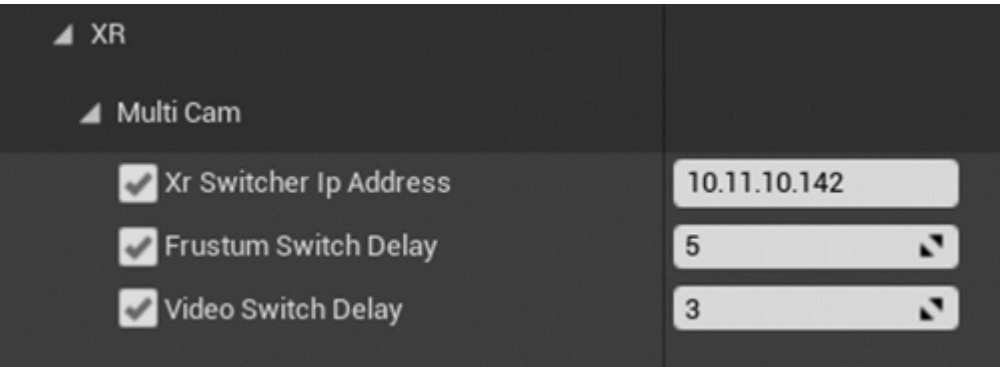 XR
Multi Cam
Xr Switcher Ip Address 10.11.10.142
Frustum Switch Delay 5
Video Switch Delay 3